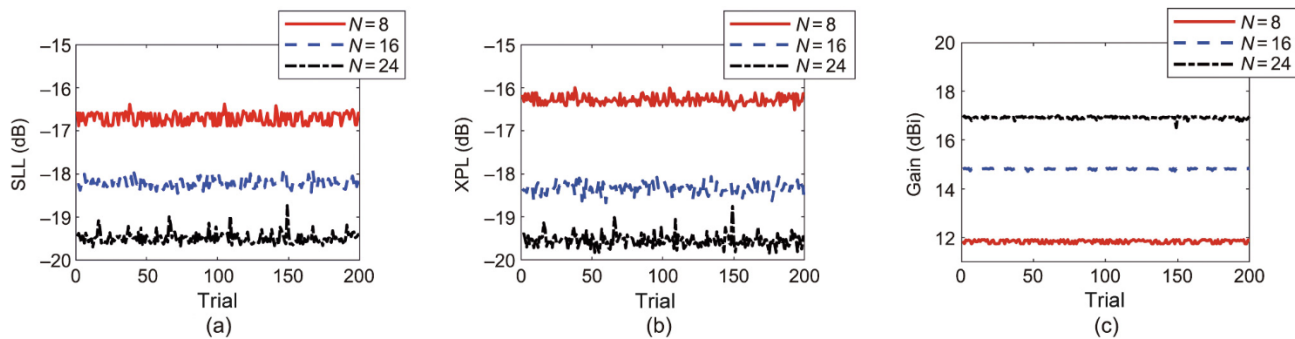 N = 8
N = 16
N = 24
–15
–16
–17
–18
–19
–20
SLL (dB)
0 50 100 150 200
Trial
(a)
N = 8
N = 16
N = 24
–15
–16
–17
–18
–19
–20
XPL (dB)
0 50 100 150 200
Trial
(b)
N = 8
N = 16
N = 24
20
18
16
14
12
Gain (dBi)
0 50 100 150 200
Trial
(c)